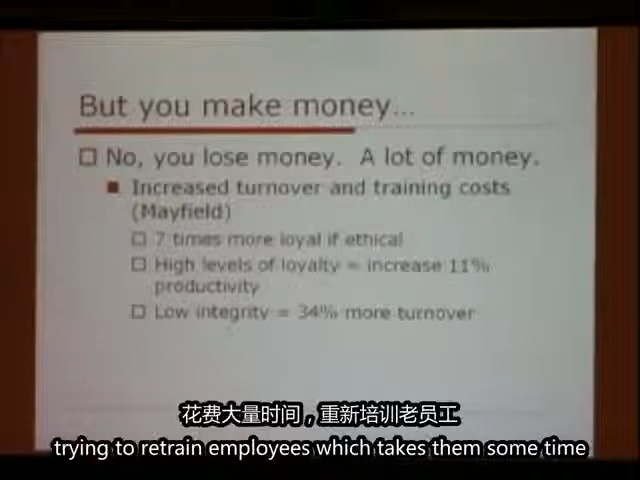 But you make money...
No, you lose money. A lot of money.
Increased turnover and training costs
(Mayfield)
7 times more loyal if ethical
High levels of loyalty = increase 11%
productivity
Low integrity = 34% more turnover
花费大量时间，重新培训老员工
trying to retrain employees which takes them some time